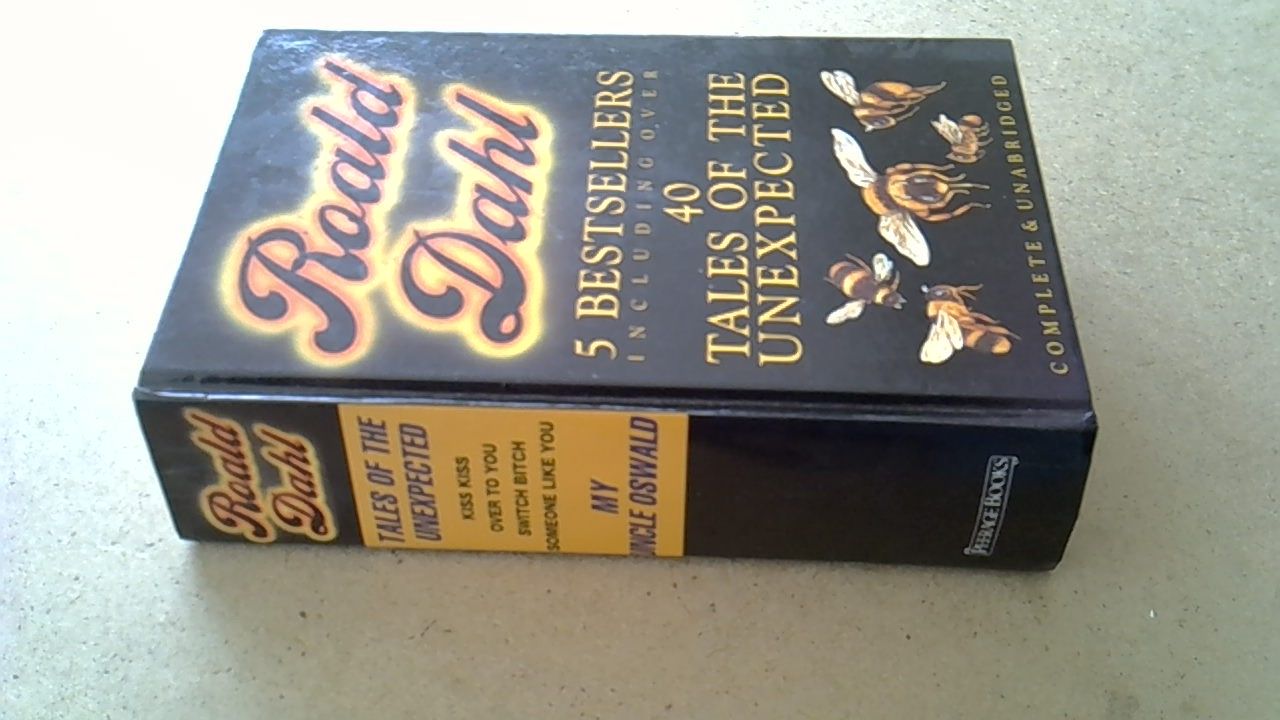 Roald
Dahl
5 BESTSELLERS
INCLUDING OVER
40
TALES OF THE
UNEXPECTED
COMPLETE & UNABRIDGED
Roald
Dahl
TALES OF THE
UNEXPECTED
KISS KISS
OVER TO YOU
SWITCH BITCH
SOMEONE LIKE YOU
MY
UNCLE OSWALD
PEERAGE BOOKS